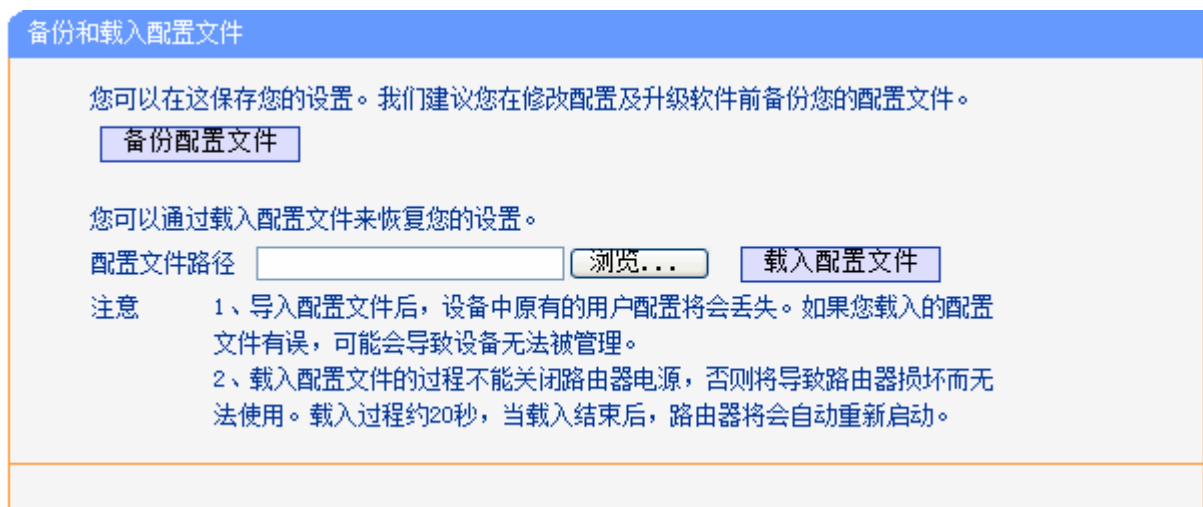 备份和载入配置文件
您可以在这保存您的设置。我们建议您在修改配置及升级软件前备份您的配置文件。
备份配置文件
您可以通过载入配置文件来恢复您的设置。
配置文件路径 浏览... 载入配置文件
注意 1、导入配置文件后，设备中原有的用户配置将会丢失。如果您载入的配置
文件有误，可能会导致设备无法被管理。
2、载入配置文件的过程不能关闭路由器电源，否则将导致路由器损坏而无
法使用。载入过程约20秒，当载入结束后，路由器将会自动重新启动。